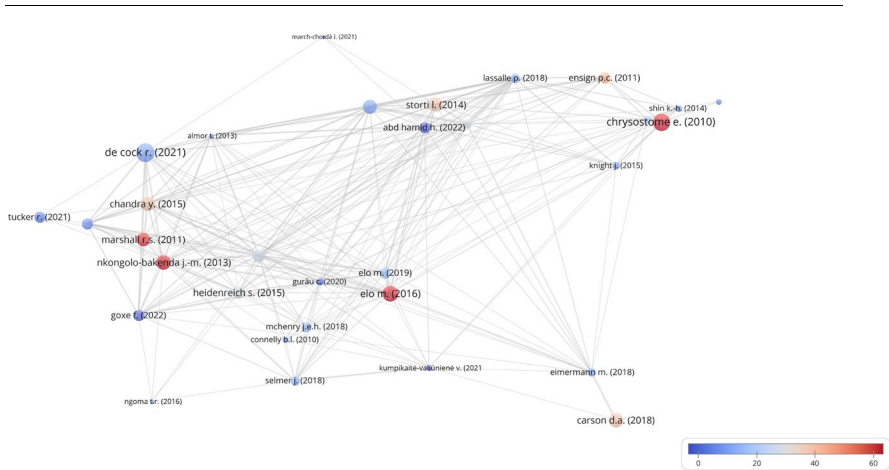 march-chordà i. (2021)
lassalle p. (2018)
ensign p.c. (2011)
storti l. (2014)
shin k.-h. (2014)
chrysostome e. (2010)
abd hamid h. (2022)
almor t. (2013)
de cock r. (2021)
knight j. (2015)
chandra y. (2015)
tucker r. (2021)
marshall r.s. (2011)
nkongolo-bakenda j.-m. (2013)
elo m. (2019)
gurău c. (2020)
heidenreich s. (2015)
elo m. (2016)
goxe f. (2022)
mchenry j.e.h. (2018)
connelly b.l. (2010)
kumpikaitė-valiūnienė v. (2021
eimermann m. (2018)
selmer j. (2018)
ngoma t.r. (2016)
carson d.a. (2018)
0 20 40 60